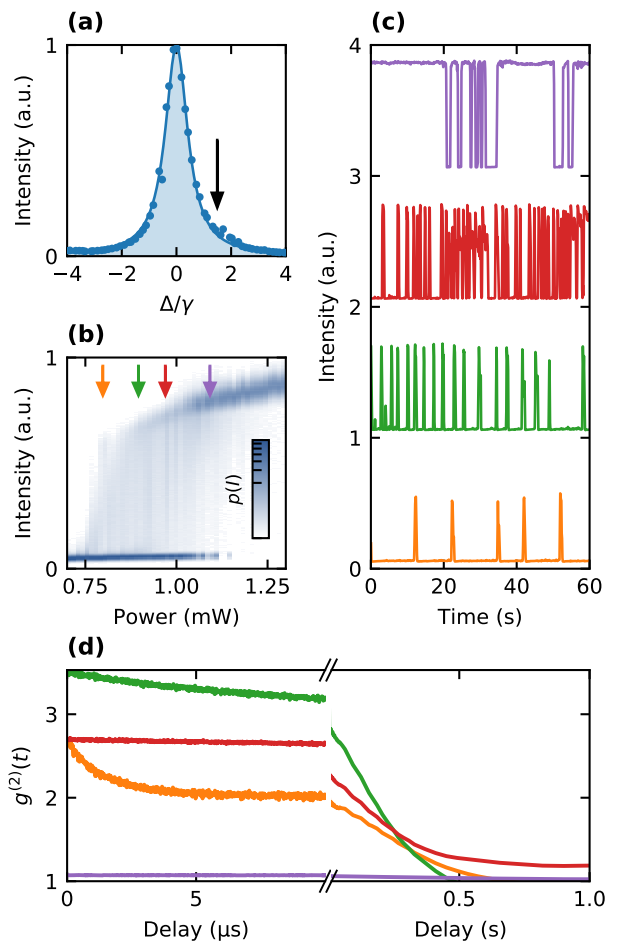 (a)
Intensity (a.u.)
1
0
−4 −2 0 2 4
Δ/γ
(b)
Intensity (a.u.)
1
0
p(I)
0.75 1.00 1.25
Power (mW)
(c)
Intensity (a.u.)
4
3
2
1
0
0 20 40 60
Time (s)
(d)
g⁽²⁾(t)
3
2
1
0 5
Delay (μs)
0.5 1.0
Delay (s)